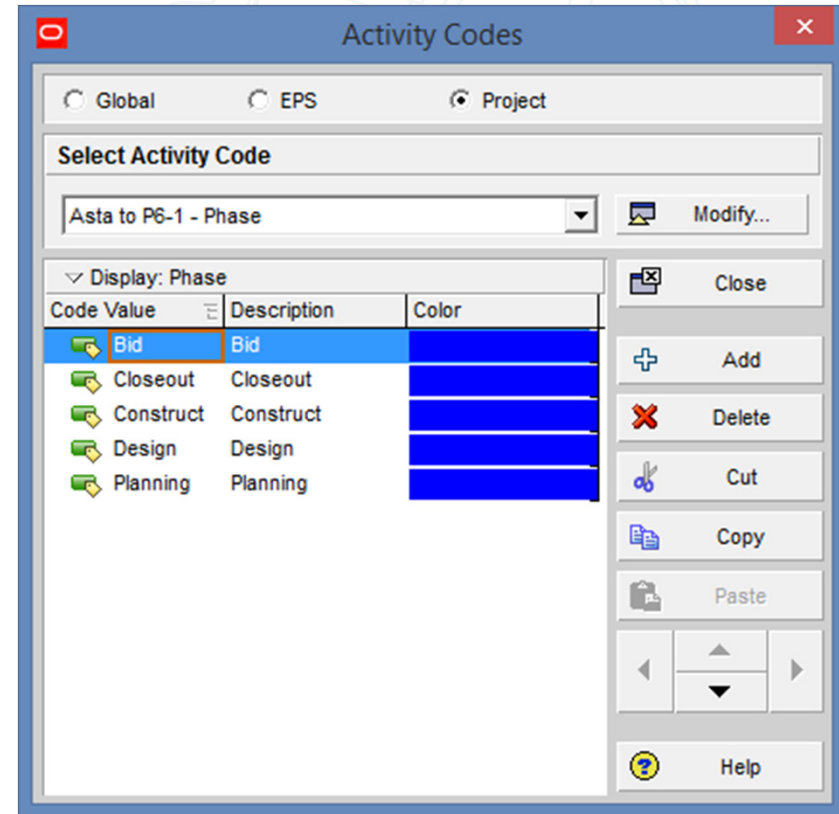 Activity Codes
Global EPS Project
Select Activity Code
Asta to P6-1 - Phase Modify...
Display: Phase Close
Code Value Description Color
Bid Bid
Add
Closeout Closeout
Construct Construct Delete
Design Design
Planning Planning Cut
Copy
Paste
Help